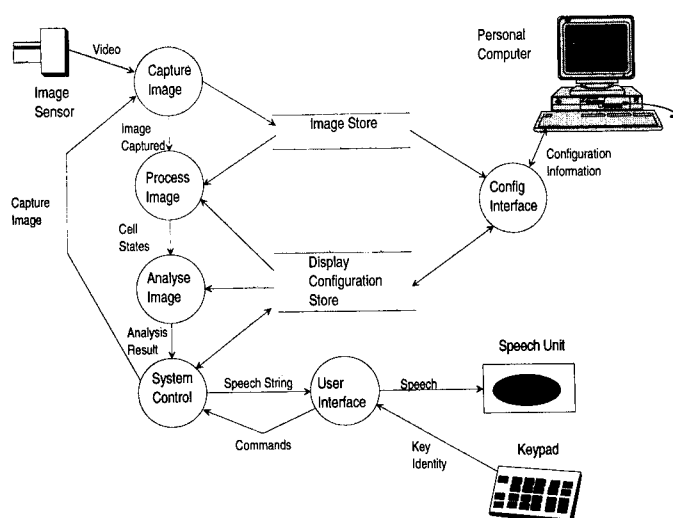 Personal
Computer
Video
Capture
Image
Image
Sensor
Image Store
Image
Captured
Configuration
Information
Process
Image
Config
Interface
Capture
Image
Cell
States
Display
Configuration
Store
Analyse
Image
Analysis
Result
Speech Unit
System
Control
Speech String
User
Interface
Speech
Commands
Key
Identity
Keypad